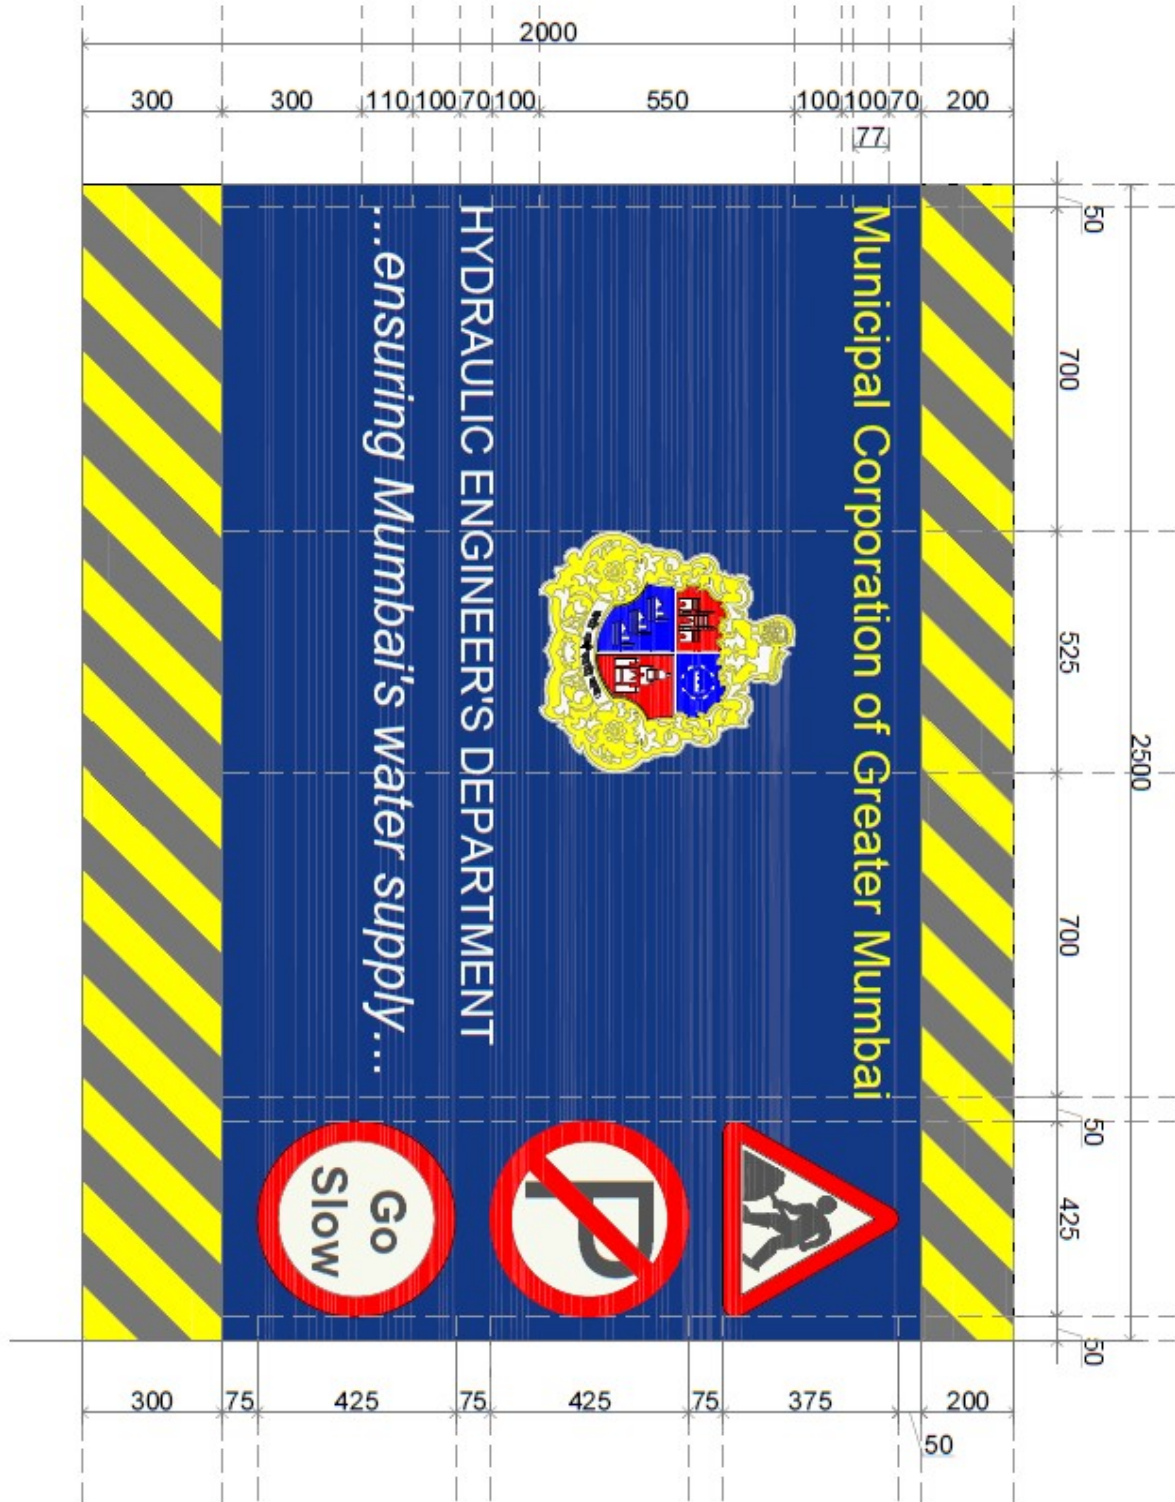 2000
300 300 110 100 70 100 550 100 100 70 200
77
Municipal Corporation of Greater Mumbai
HYDRAULIC ENGINEER'S DEPARTMENT
...ensuring Mumbai's water supply...
P
Go
Slow
50
700
525
700
50
425
50
2500
300 75 425 75 425 75 375 200
50